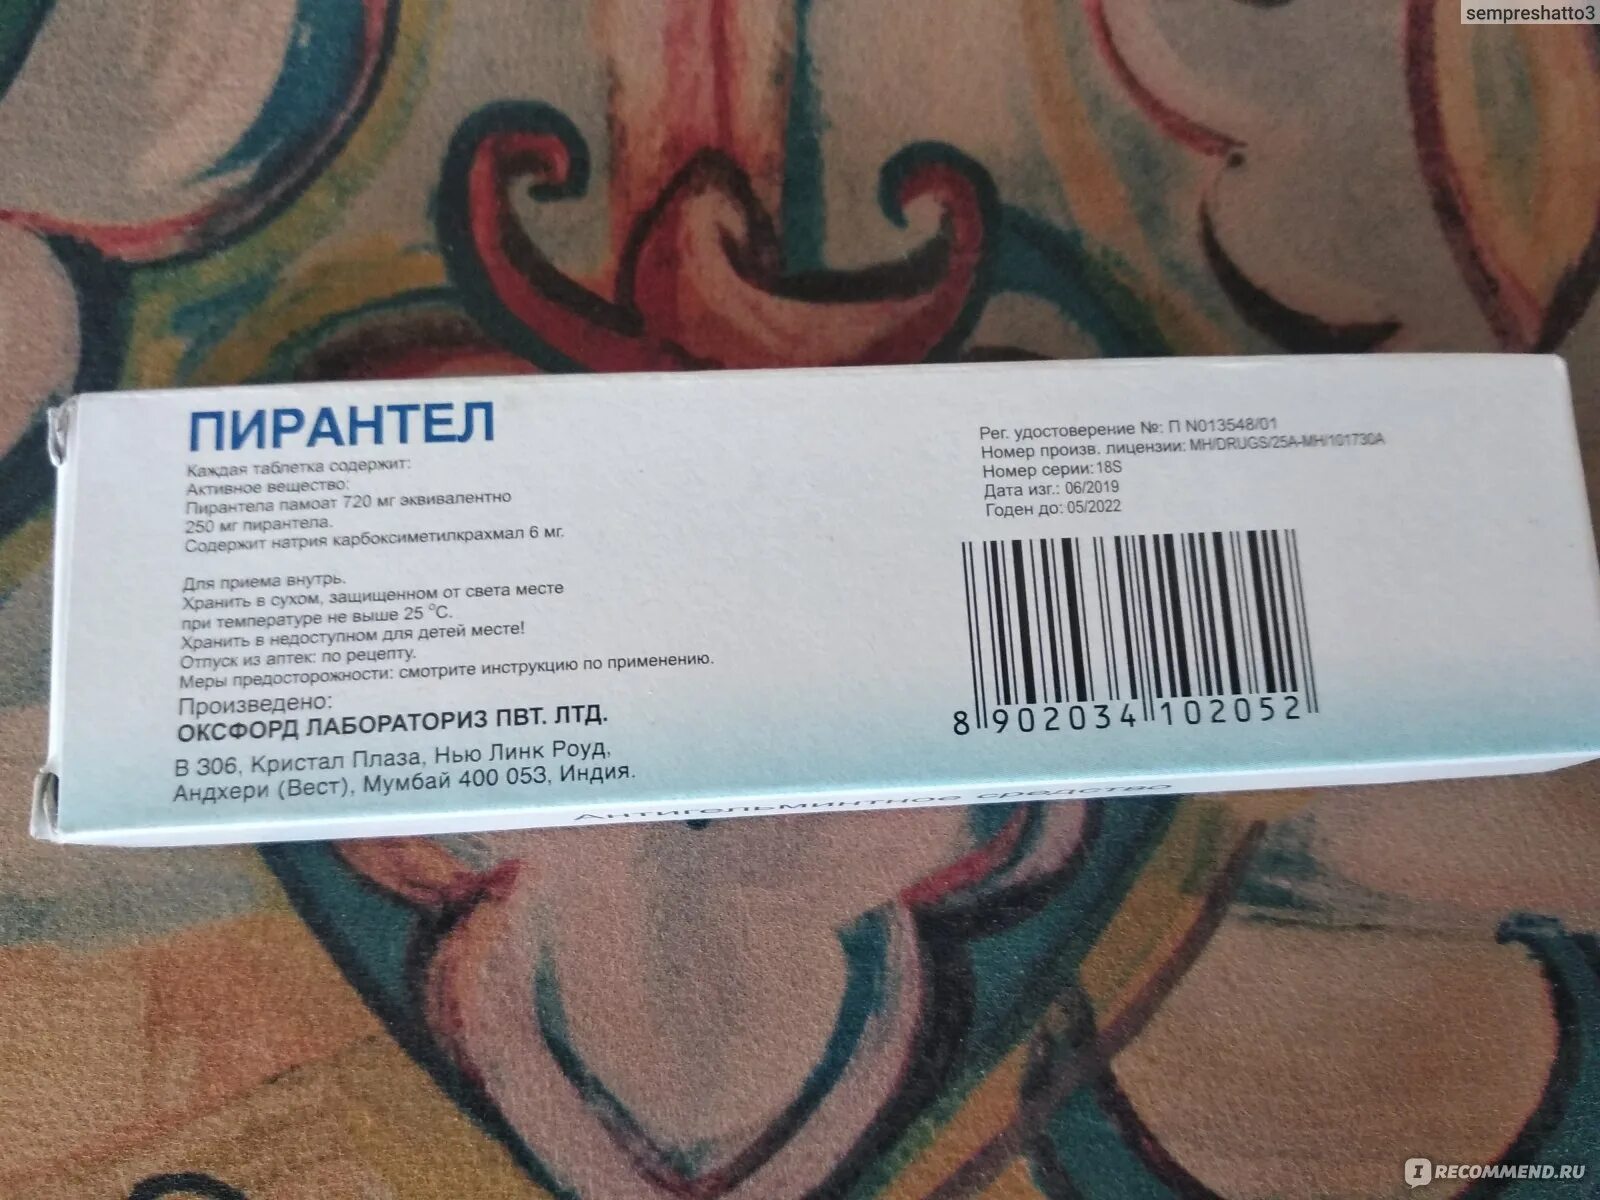 sempreshatto3
ПИРАНТЕЛ
Каждая таблетка содержит:
Активное вещество:
Пирантела памоат 720 мг эквивалентно
250 мг пирантела.
Содержит натрия карбоксиметилкрахмал 6 мг.
Для приема внутрь.
Хранить в сухом, защищенном от света месте
при температуре не выше 25 °С.
Хранить в недоступном для детей месте!
Отпуск из аптек: по рецепту.
Меры предосторожности: смотрите инструкцию по применению.
Произведено:
ОКСФОРД ЛАБОРАТОРИЗ ПВТ. ЛТД.
В 306, Кристал Плаза, Нью Линк Роуд,
Андхери (Вест), Мумбай 400 053, Индия.
Рег. удостоверение №: П N013548/01
Номер произв. лицензии: MH/DRUGS/25A-MH/101730A
Номер серии: 18S
Дата изг.: 06/2019
Годен до: 05/2022
8 902034 102052
Антигельминтное средство
IRECOMMEND.RU